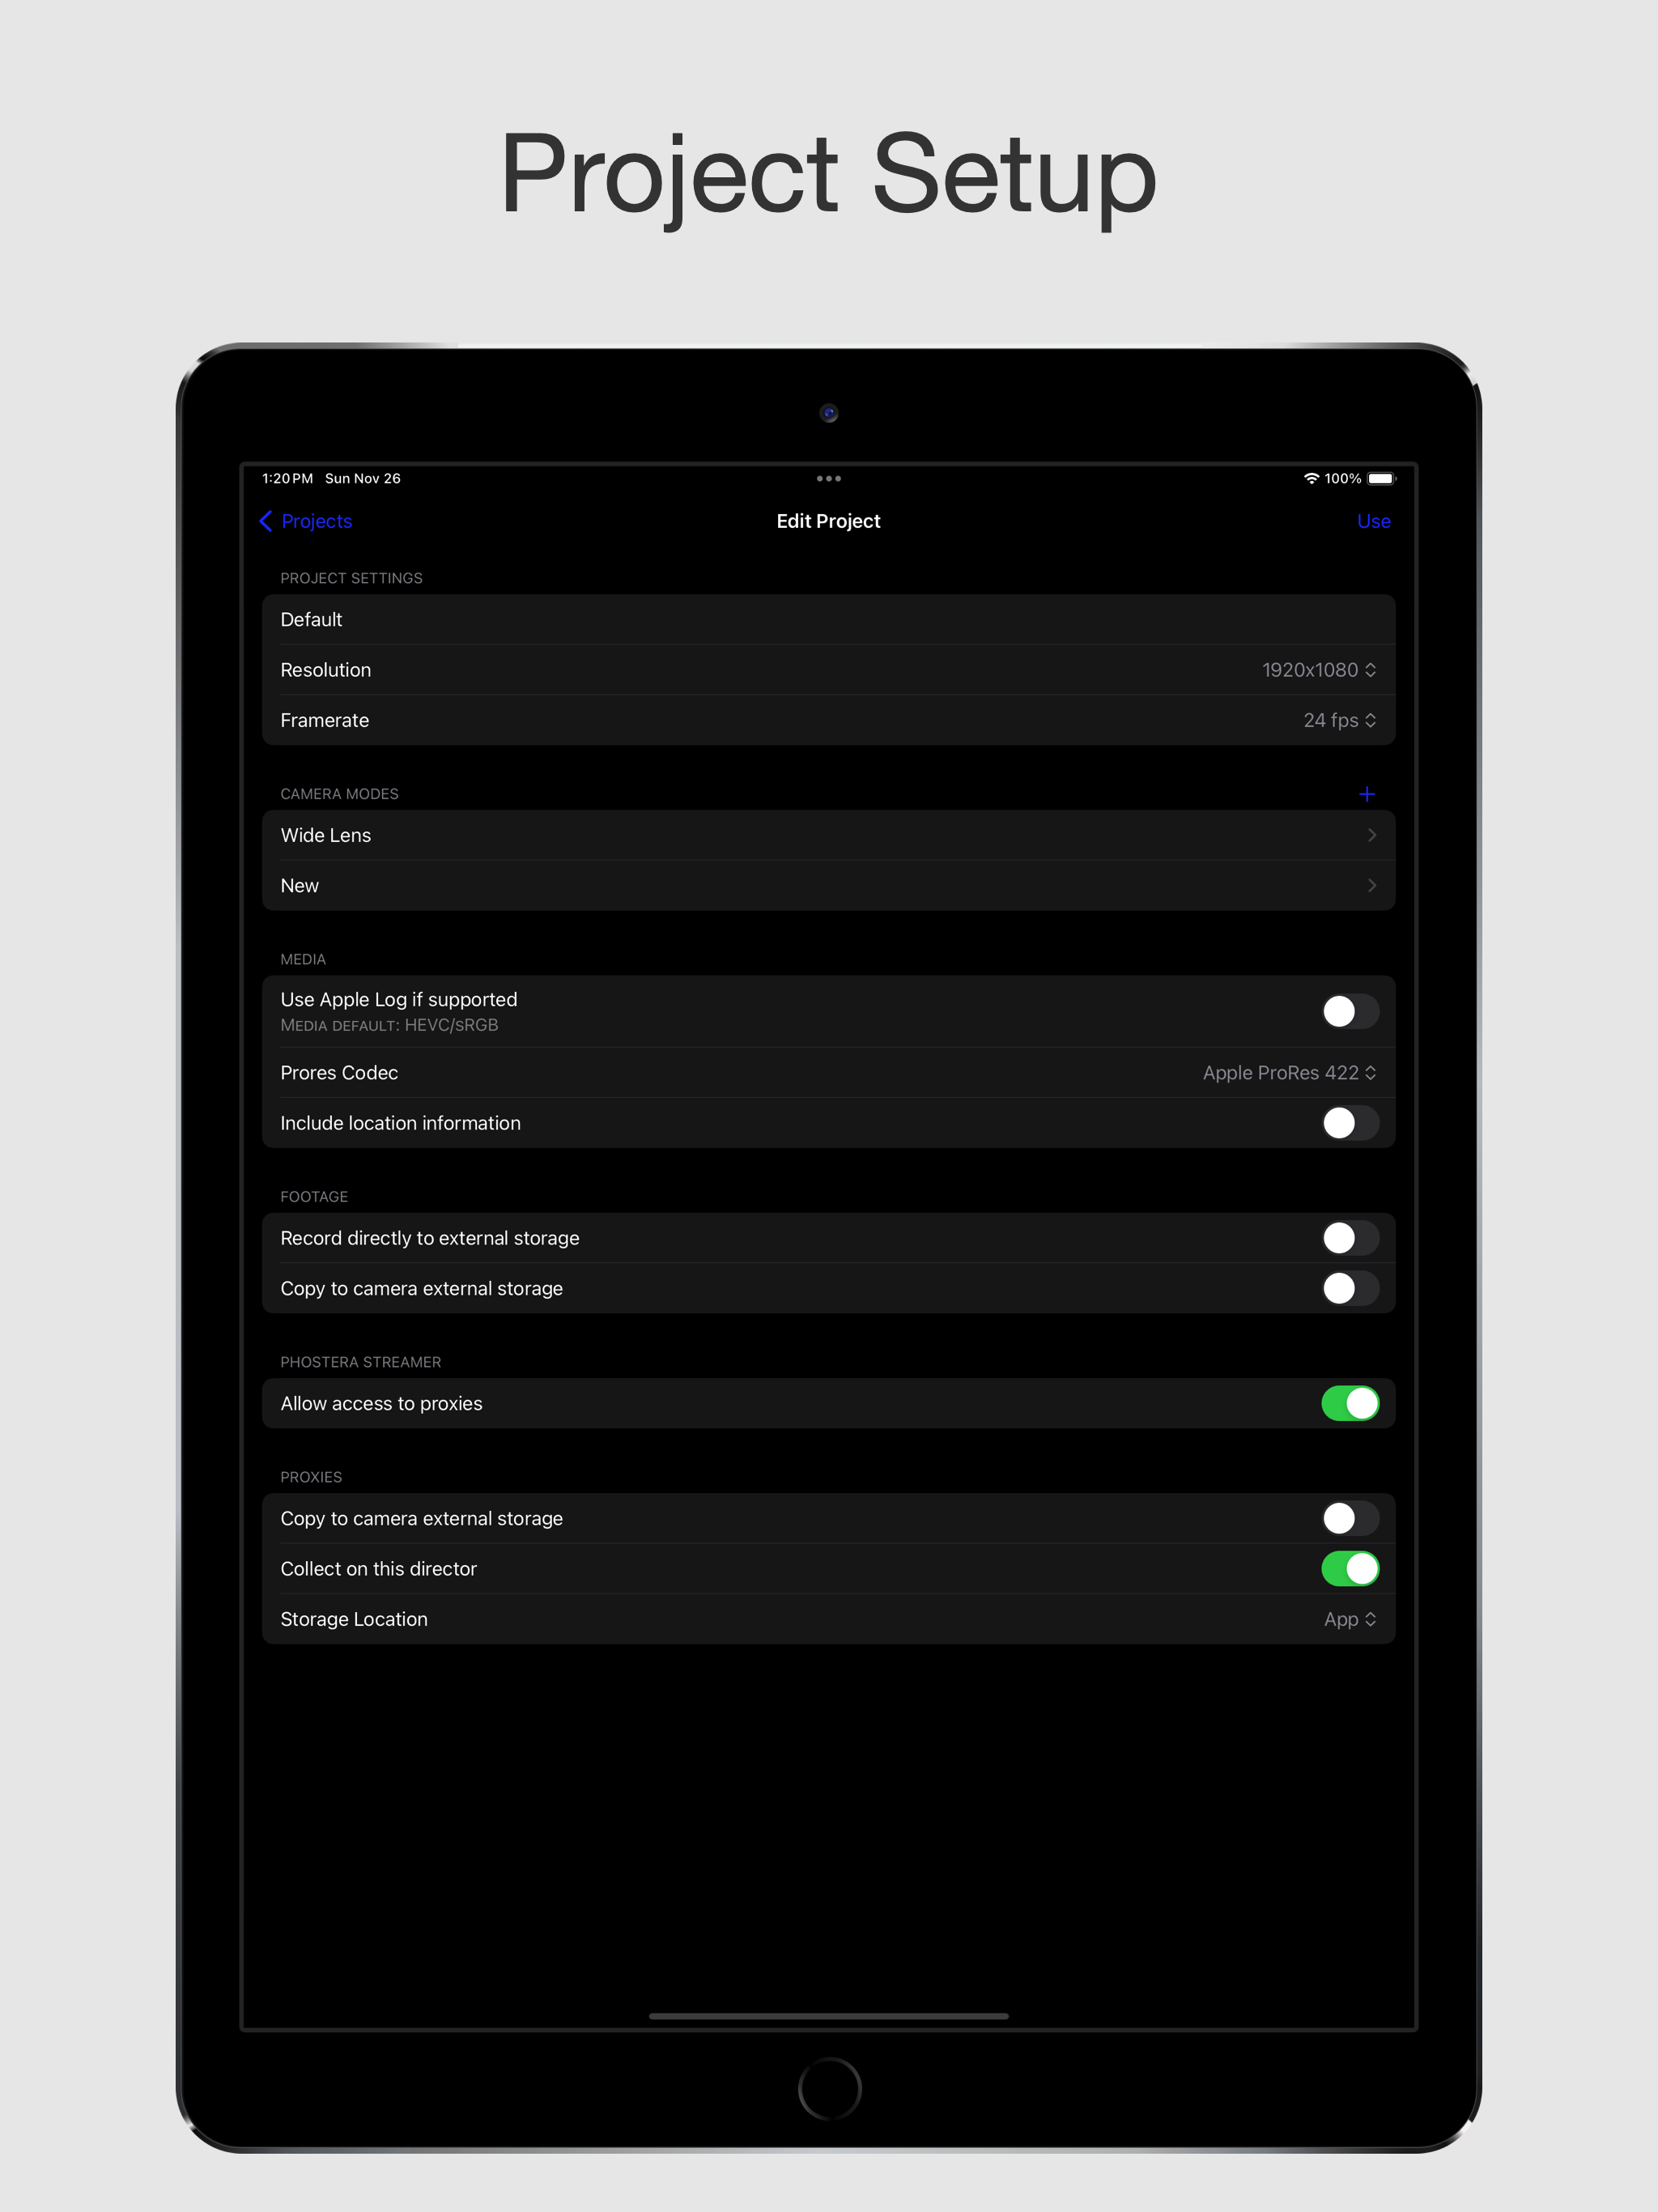 Project Setup
1:20 PM Sun Nov 26 100%
Projects Edit Project Use
PROJECT SETTINGS
Default
Resolution 1920x1080
Framerate 24 fps
CAMERA MODES
Wide Lens
New
MEDIA
Use Apple Log if supported
MEDIA DEFAULT: HEVC/SRGB
Prores Codec Apple ProRes 422
Include location information
FOOTAGE
Record directly to external storage
Copy to camera external storage
PHOSTERA STREAMER
Allow access to proxies
PROXIES
Copy to camera external storage
Collect on this director
Storage Location App